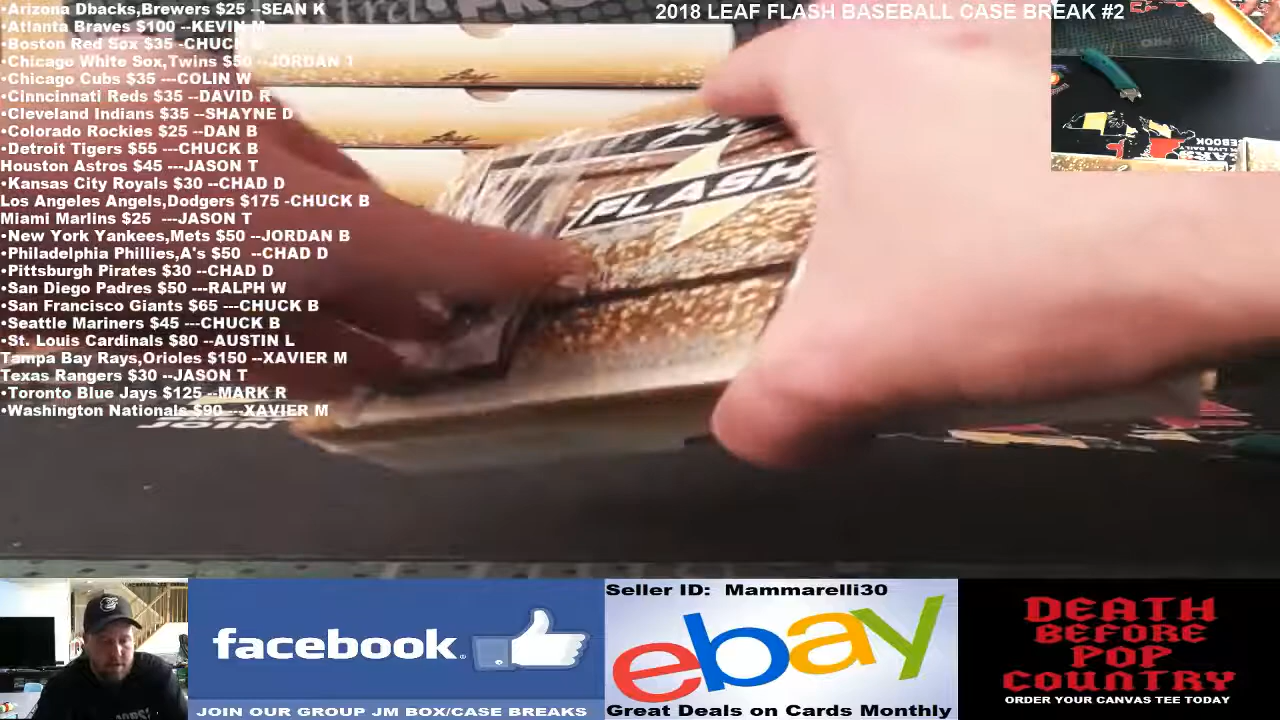 •Arizona Dbacks,Brewers $25 --SEAN K
•Atlanta Braves $100 --KEVIN M
•Boston Red Sox $35 -CHUCK B
•Chicago White Sox,Twins $50 --JORDAN T
•Chicago Cubs $35 ---COLIN W
•Cinncinnati Reds $35 --DAVID R
•Cleveland Indians $35 --SHAYNE D
•Colorado Rockies $25 --DAN B
•Detroit Tigers $55 ---CHUCK B
Houston Astros $45 ---JASON T
•Kansas City Royals $30 --CHAD D
Los Angeles Angels,Dodgers $175 -CHUCK B
Miami Marlins $25 ---JASON T
•New York Yankees,Mets $50 --JORDAN B
•Philadelphia Phillies,A's $50 --CHAD D
•Pittsburgh Pirates $30 --CHAD D
•San Diego Padres $50 ---RALPH W
•San Francisco Giants $65 ---CHUCK B
•Seattle Mariners $45 ---CHUCK B
•St. Louis Cardinals $80 --AUSTIN L
Tampa Bay Rays,Orioles $150 --XAVIER M
Texas Rangers $30 --JASON T
•Toronto Blue Jays $125 --MARK R
•Washington Nationals $90 ---XAVIER M
2018 LEAF FLASH BASEBALL CASE BREAK #2
FLASH
JOIN
facebook.
JOIN OUR GROUP JM BOX/CASE BREAKS
Seller ID: Mammarelli30
ebay
Great Deals on Cards Monthly
DEATH
BEFORE
POP
COUNTRY
ORDER YOUR CANVAS TEE TODAY